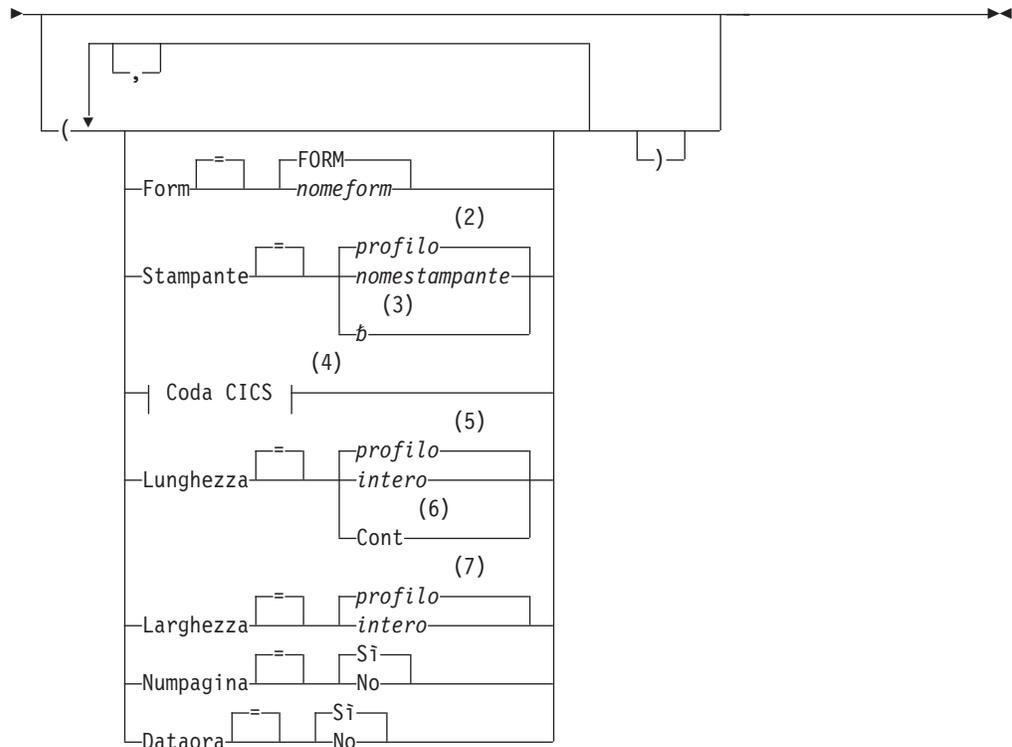 ,
(
)
= FORM
Form nomeform
(2)
= profilo
Stampante nomestampante
(3)
ƀ
(4)
Coda CICS
(5)
= profilo
Lunghezza intero
(6)
Cont
(7)
= profilo
Larghezza intero
= Sì
Numpagina No
= Sì
Dataora No